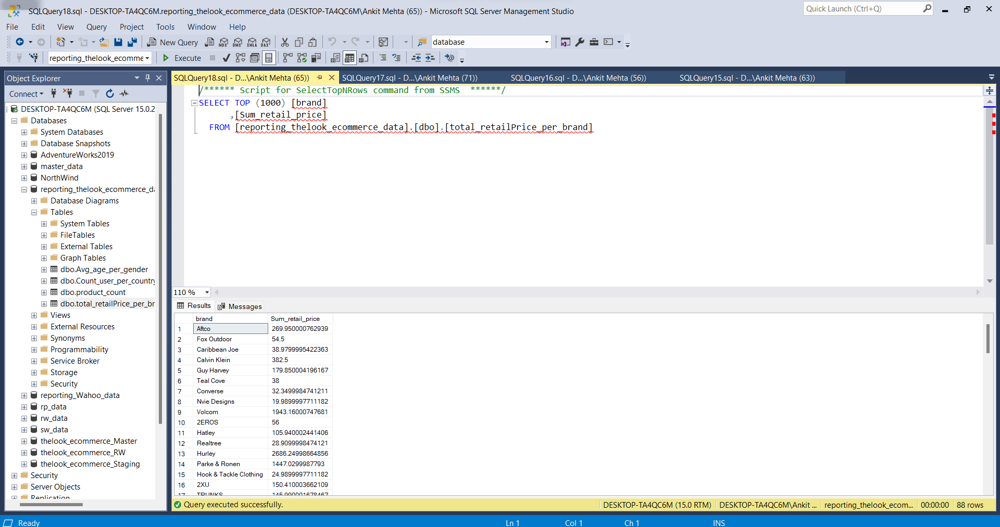 SQLQuery18.sql - DESKTOP-TA4QC6M.reporting_thelook_ecommerce_data (DESKTOP-TA4QC6M\Ankit Mehta (65)) - Microsoft SQL Server Management Studio
Quick Launch (Ctrl+Q)
File Edit View Query Project Tools Window Help
New Query
MDX DMX XMLA DAX
database
reporting_thelook_ecomme
Execute
Object Explorer
Connect
DESKTOP-TA4QC6M (SQL Server 15.0.2
Databases
System Databases
Database Snapshots
AdventureWorks2019
master_data
NorthWind
reporting_thelook_ecommerce_da
Database Diagrams
Tables
System Tables
FileTables
External Tables
Graph Tables
dbo.Avg_age_per_gender
dbo.Count_user_per_country
dbo.product_count
dbo.total_retailPrice_per_br
Views
External Resources
Synonyms
Programmability
Service Broker
Storage
Security
reporting_Wahoo_data
rp_data
rw_data
sw_data
thelook_ecommerce_Master
thelook_ecommerce_RW
thelook_ecommerce_Staging
Security
Server Objects
Replication
SQLQuery18.sql - D...\Ankit Mehta (65)) SQLQuery17.sql - D...\Ankit Mehta (71)) SQLQuery16.sql - D...\Ankit Mehta (56)) SQLQuery15.sql - D...\Ankit Mehta (63))
/****** Script for SelectTopNRows command from SSMS ******/
SELECT TOP (1000) [brand]
,[Sum_retail_price]
FROM [reporting_thelook_ecommerce_data].[dbo].[total_retailPrice_per_brand]
110 %
Results Messages
brand Sum_retail_price
1 Aftco 269.950000762939
2 Fox Outdoor 54.5
3 Caribbean Joe 38.9799995422363
4 Calvin Klein 382.5
5 Guy Harvey 179.850004196167
6 Teal Cove 38
7 Converse 32.3499984741211
8 Nvie Designs 19.9899997711182
9 Volcom 1943.16000747681
10 2EROS 56
11 Hatley 105.940002441406
12 Realtree 28.9099998474121
13 Hurley 2686.24998664856
14 Parke & Ronen 1447.0299987793
15 Hook & Tackle Clothing 24.9899997711182
16 2XU 150.410003662109
17 TRUNKS 145.990001678467
Query executed successfully.
DESKTOP-TA4QC6M (15.0 RTM) DESKTOP-TA4QC6M\Ankit ... reporting_thelook_ecom... 00:00:00 88 rows
Ready Ln 1 Col 1 Ch 1 INS